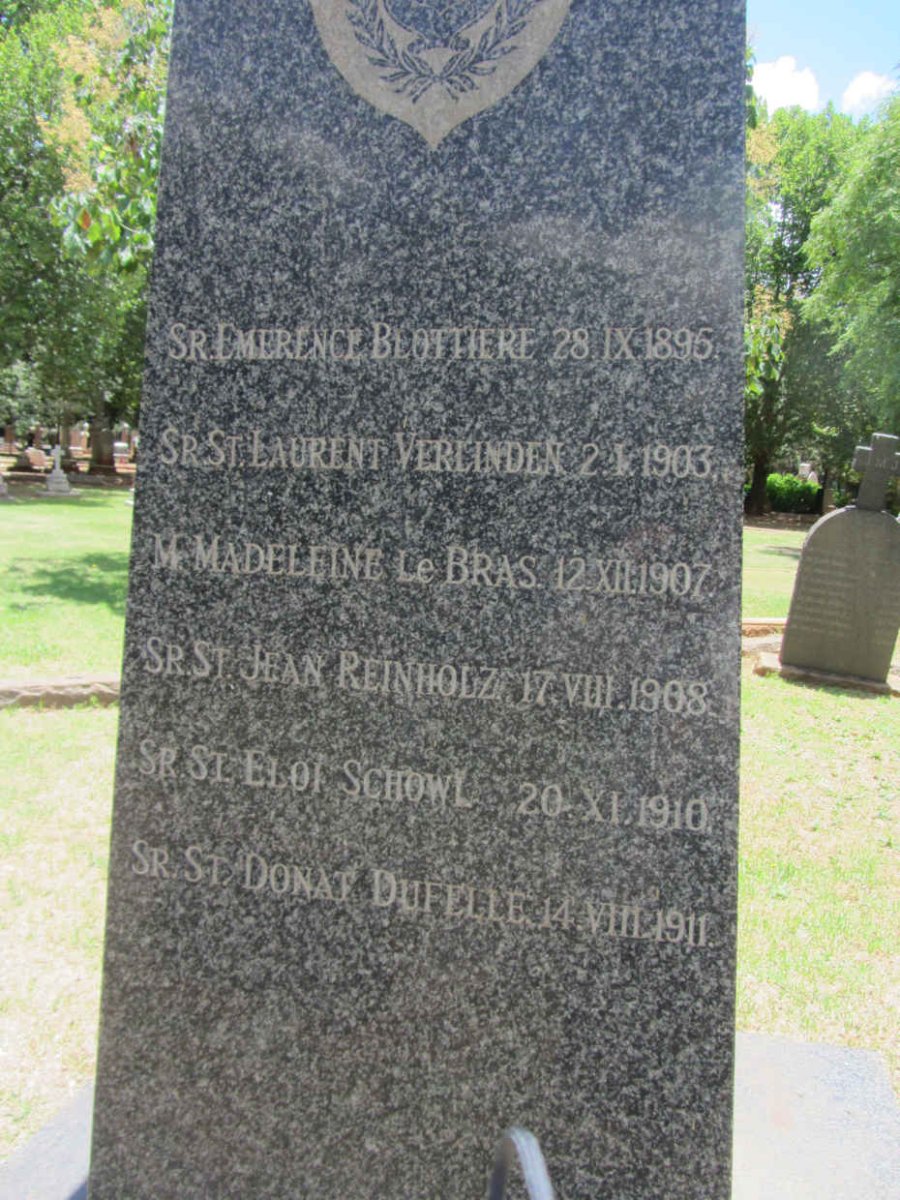 SR. EMERENCE BLOTTIERE 28.IX.1895.
SR. ST. LAURENT VERLINDEN 2.I.1903.
M. MADELEINE Le BRAS 12.XII.1907.
SR. ST. JEAN REINHOLZ 17.VIII.1908.
SR. ST. ELOI SCHOWL 20.XI.1910.
SR. ST. DONAT DUFELLE.14.VIII.1911.